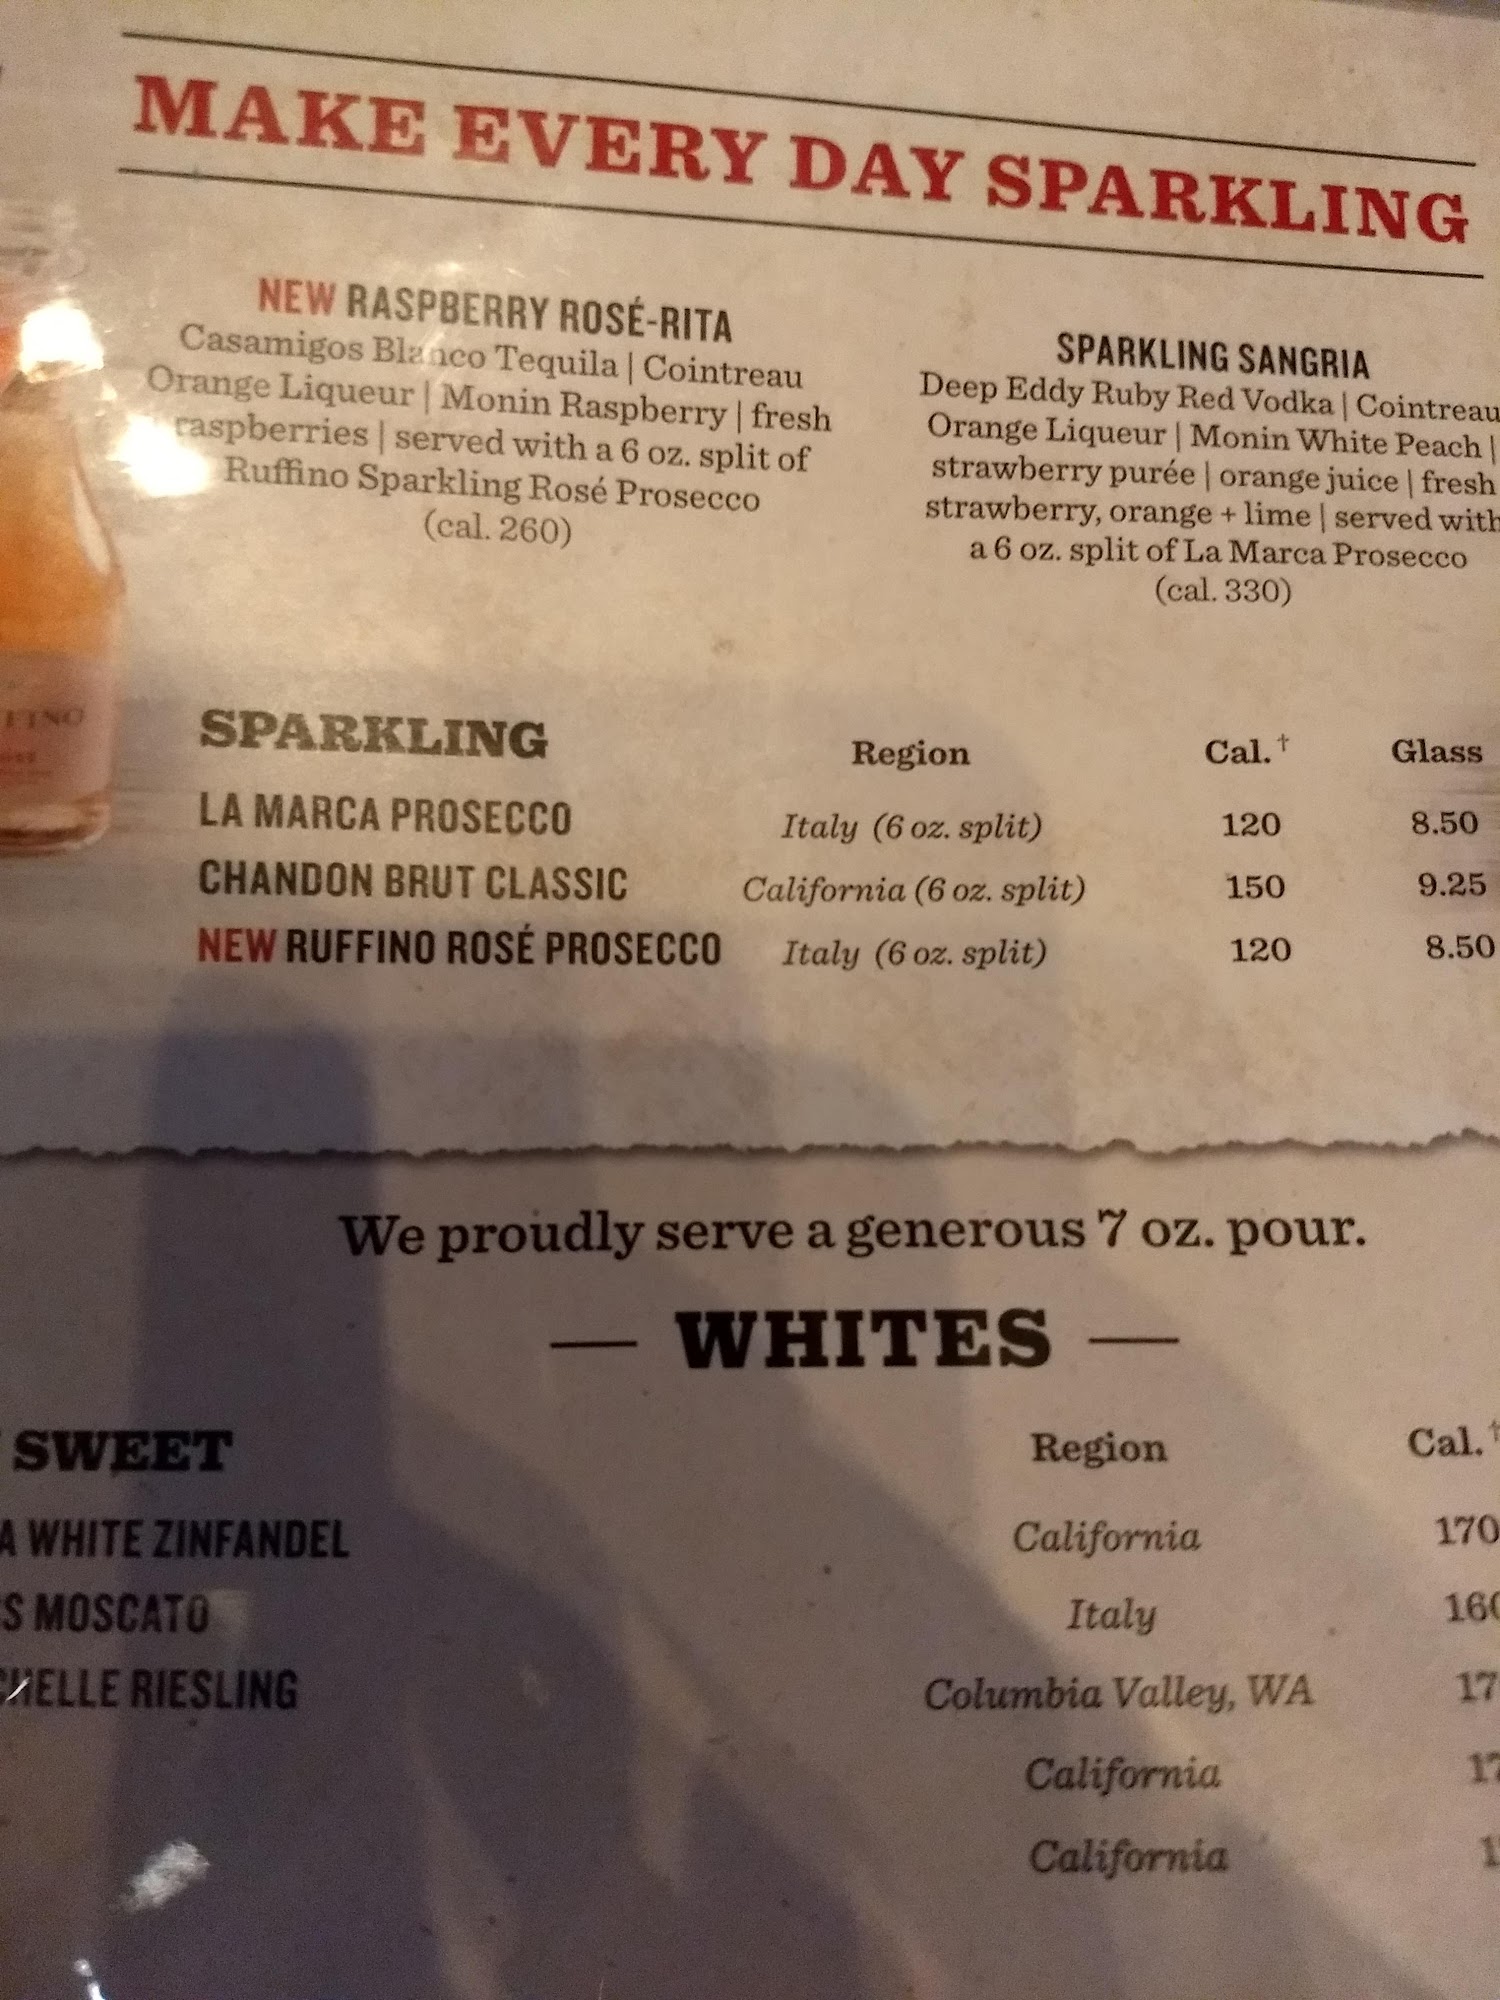 MAKE EVERY DAY SPARKLING
NEW RASPBERRY ROSÉ-RITA
Casamigos Blanco Tequila | Cointreau
Orange Liqueur | Monin Raspberry | fresh
raspberries | served with a 6 oz. split of
Ruffino Sparkling Rosé Prosecco
(cal. 260)
SPARKLING SANGRIA
Deep Eddy Ruby Red Vodka | Cointreau
Orange Liqueur | Monin White Peach |
strawberry purée | orange juice | fresh
strawberry, orange + lime | served with
a 6 oz. split of La Marca Prosecco
(cal. 330)
SPARKLING Region Cal.† Glass
LA MARCA PROSECCO Italy (6 oz. split) 120 8.50
CHANDON BRUT CLASSIC California (6 oz. split) 150 9.25
NEW RUFFINO ROSÉ PROSECCO Italy (6 oz. split) 120 8.50
We proudly serve a generous 7 oz. pour.
— WHITES —
SWEET Region Cal.†
WHITE ZINFANDEL California 170
MOSCATO Italy
RIESLING Columbia Valley, WA
California
California